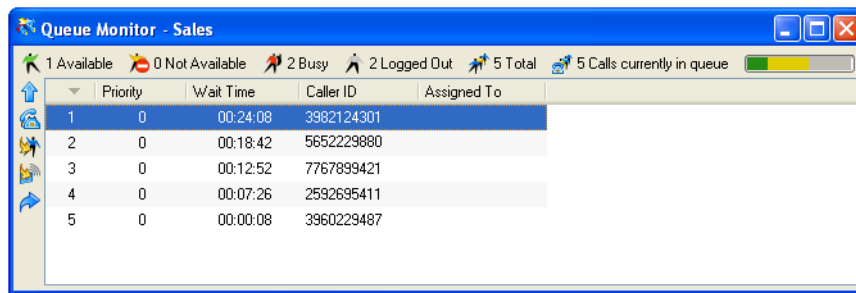 Queue Monitor - Sales
1 Available 0 Not Available 2 Busy 2 Logged Out 5 Total 5 Calls currently in queue
Priority Wait Time Caller ID Assigned To
1 0 00:24:08 3982124301
2 0 00:18:42 5652229880
3 0 00:12:52 7767899421
4 0 00:07:26 2592695411
5 0 00:00:08 3960229487